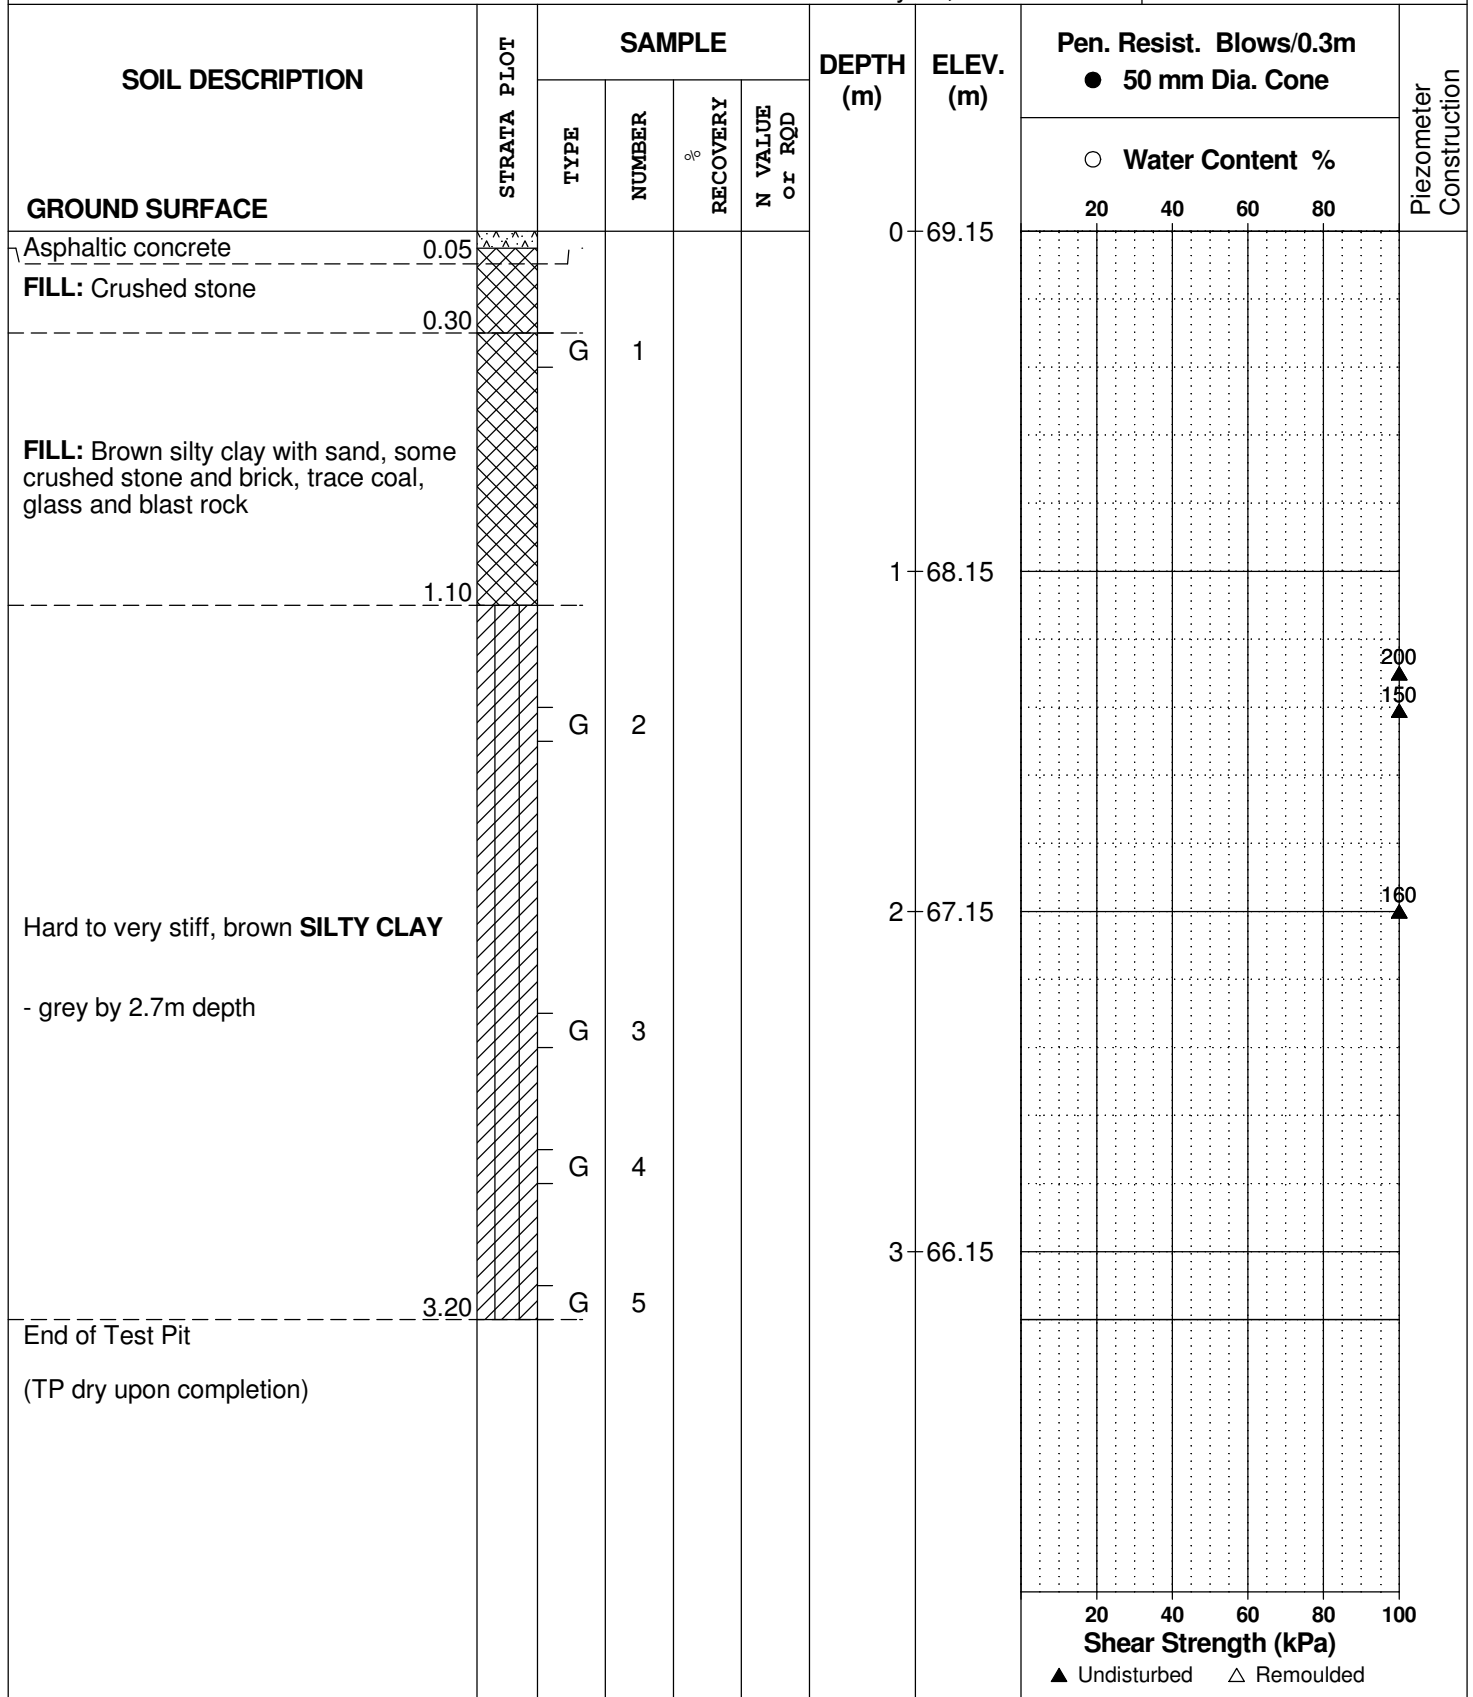 SOIL DESCRIPTION
GROUND SURFACE
STRATA PLOT
SAMPLE
TYPE
NUMBER
%
RECOVERY
N VALUE
or RQD
DEPTH
(m)
ELEV.
(m)
Pen. Resist. Blows/0.3m
● 50 mm Dia. Cone
○ Water Content %
20 40 60 80
Piezometer
Construction
0 69.15
Asphaltic concrete 0.05
FILL: Crushed stone
0.30
G 1
FILL: Brown silty clay with sand, some
crushed stone and brick, trace coal,
glass and blast rock
1 68.15
1.10
200
150
G 2
160
2 67.15
Hard to very stiff, brown SILTY CLAY
- grey by 2.7m depth
G 3
G 4
3 66.15
3.20
G 5
End of Test Pit
(TP dry upon completion)
20 40 60 80 100
Shear Strength (kPa)
▲ Undisturbed △ Remoulded